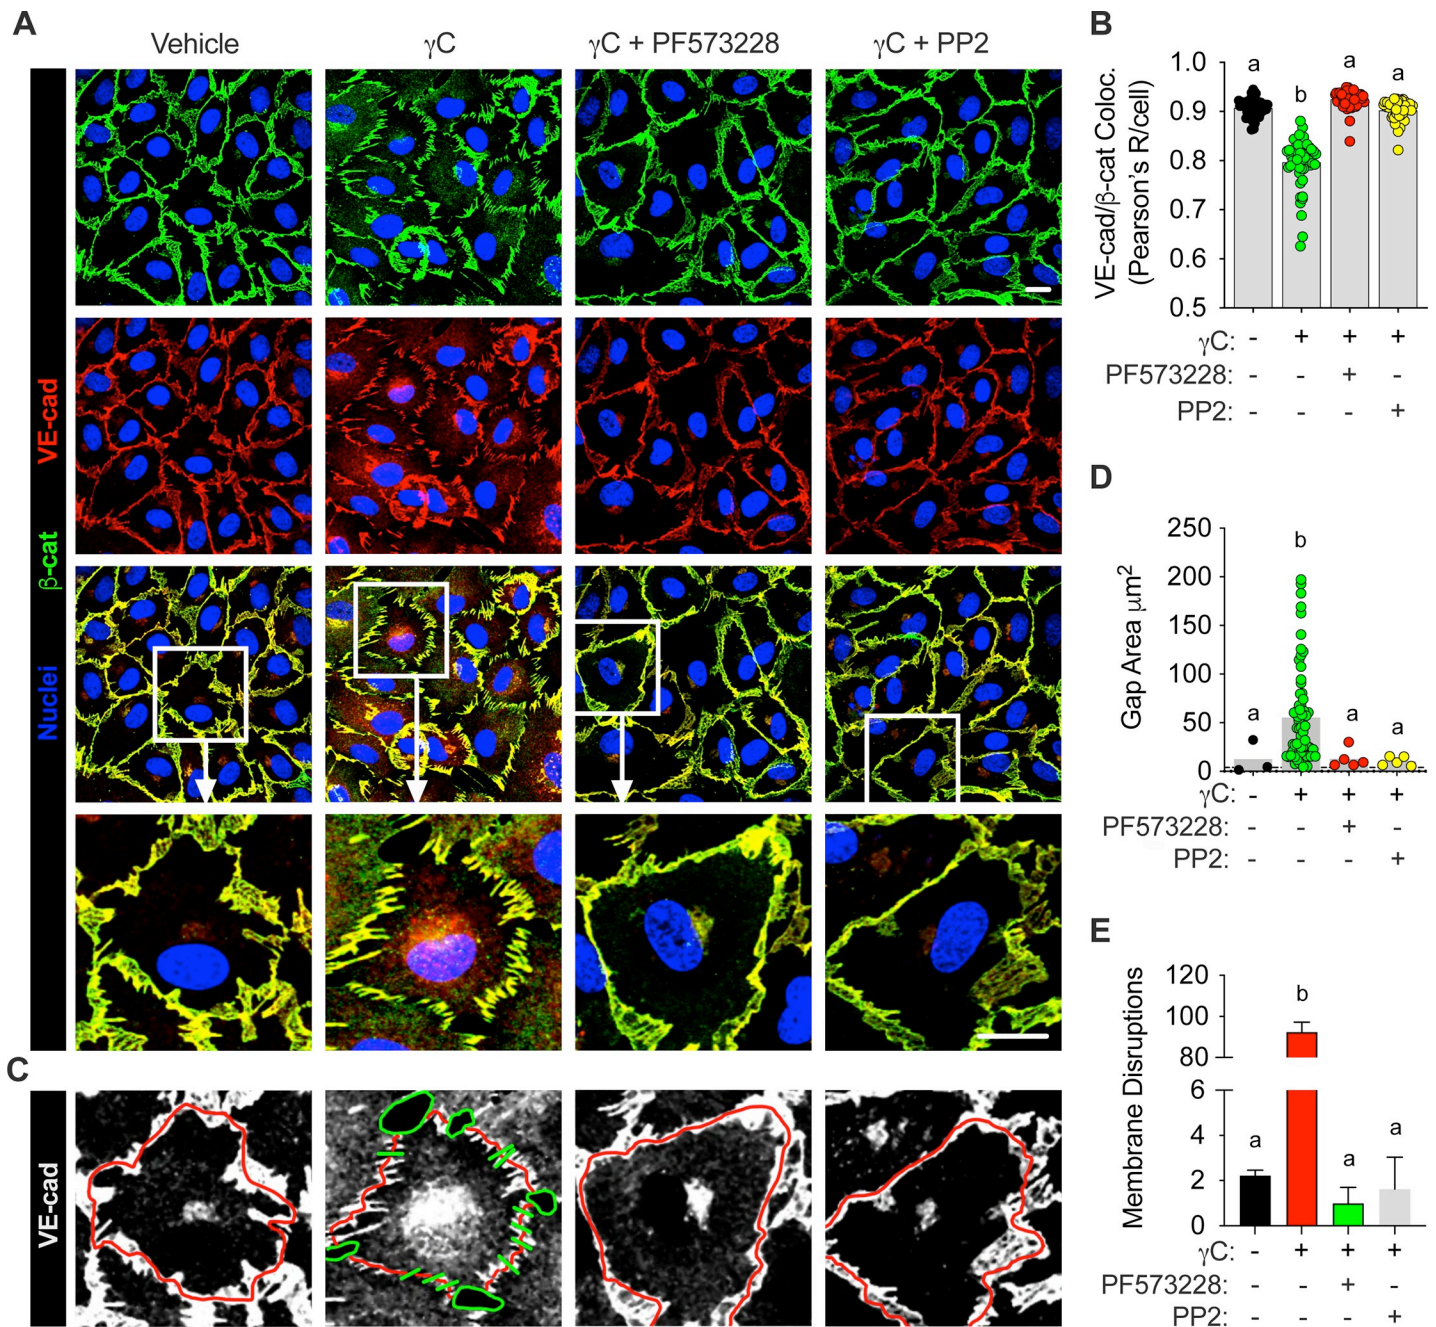 A
Vehicle
γC
γC + PF573228
γC + PP2
Nuclei β-cat VE-cad
B
VE-cad/β-cat Coloc.
(Pearson's R/cell)
1.0
0.9
0.8
0.7
0.6
0.5
a
b
a
a
γC: - + + +
PF573228: - - + -
PP2: - - - +
D
Gap Area μm²
250
200
150
100
50
0
a
b
a
a
γC: - + + +
PF573228: - - + -
PP2: - - - +
C
VE-cad
E
Membrane Disruptions
120
100
80
6
4
2
0
a
b
a
a
γC: - + + +
PF573228: - - + -
PP2: - - - +